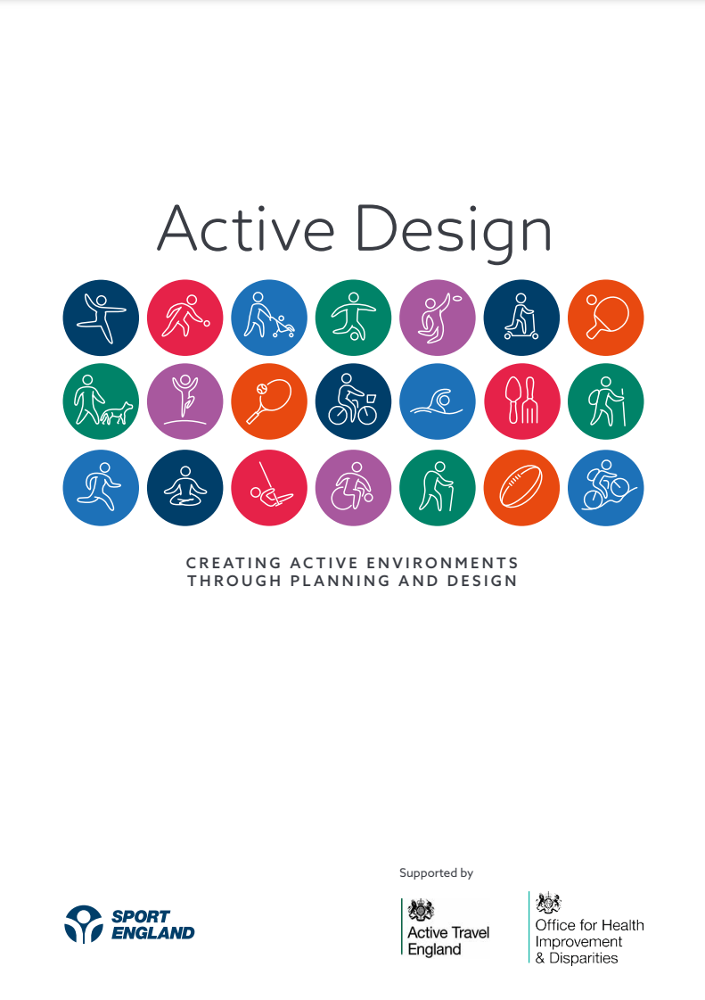 Active Design
CREATING ACTIVE ENVIRONMENTS
THROUGH PLANNING AND DESIGN
Supported by
SPORT
ENGLAND
Active Travel
England
Office for Health
Improvement
& Disparities